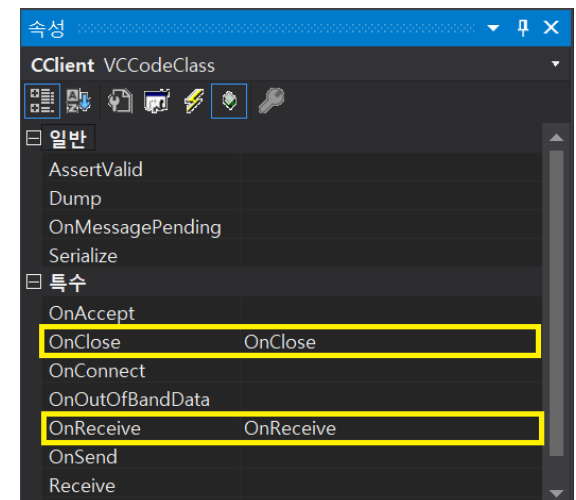 속성
CClient VCCodeClass
일반
AssertValid
Dump
OnMessagePending
Serialize
특수
OnAccept
OnClose OnClose
OnConnect
OnOutOfBandData
OnReceive OnReceive
OnSend
Receive